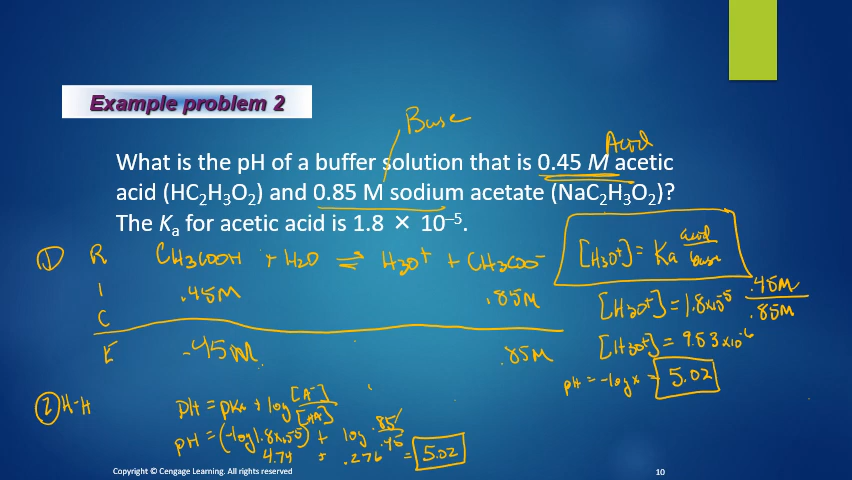 Example problem 2
Base
Acid
What is the pH of a buffer solution that is 0.45 M acetic
acid (HC₂H₃O₂) and 0.85 M sodium acetate (NaC₂H₃O₂)?
The Kₐ for acetic acid is 1.8 × 10⁻⁵.
① R CH3COOH + H2O ⇌ H3O⁺ + CH3COO⁻
I .45M .85M
C
E .45M .85M
[H3O⁺] = Ka acid/base
[H3O⁺] = 1.8x10⁻⁵ .45M/.85M
[H3O⁺] = 9.53x10⁻⁶
pH = -log x = 5.02
② H-H pH = pKa + log [A⁻]/[HA]
pH = (-log 1.8x10⁻⁵) + log .85/.45
4.74 + .276 = 5.02
Copyright © Cengage Learning. All rights reserved
10